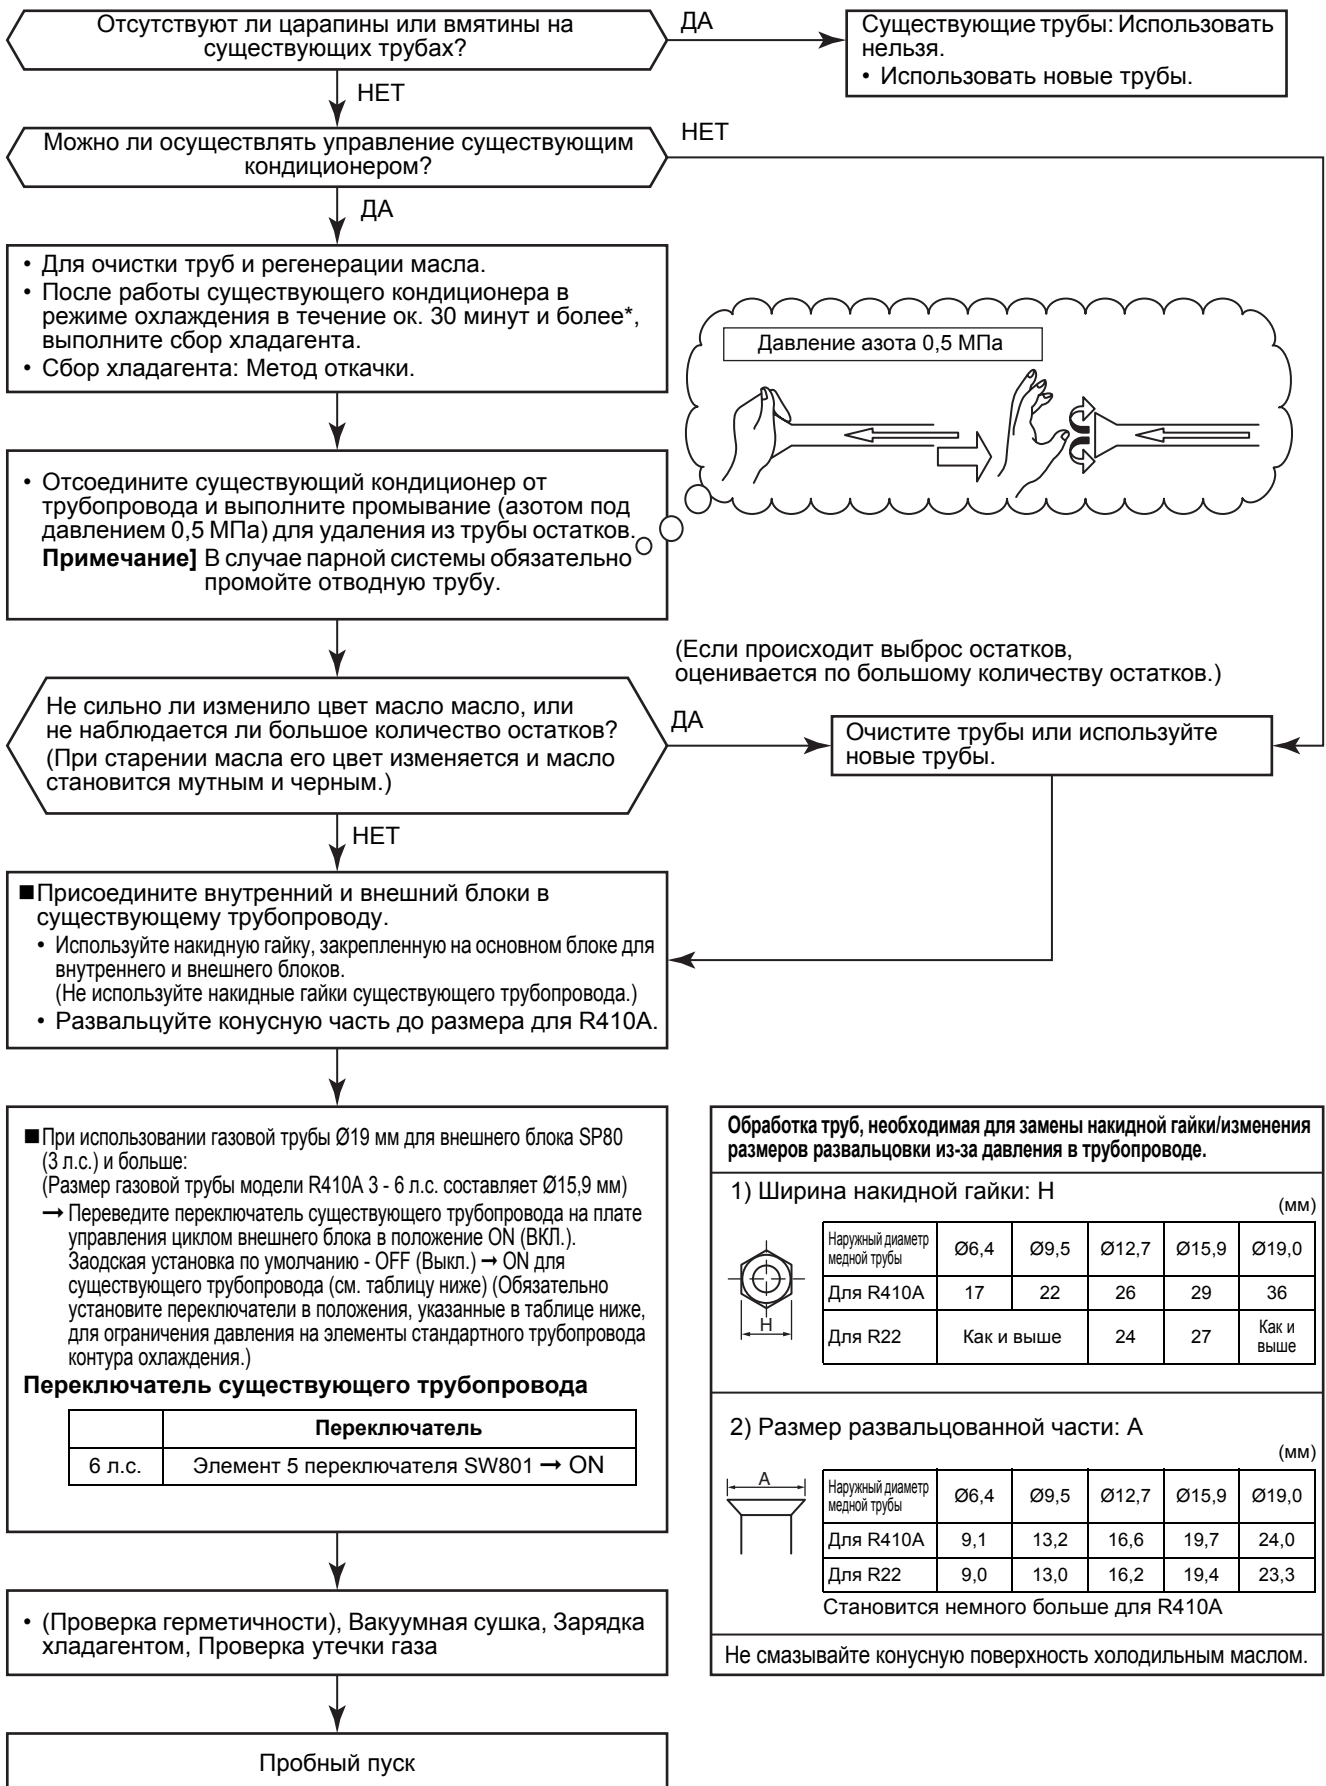 Отсутствуют ли царапины или вмятины на
существующих трубах?
ДА
Существующие трубы: Использовать
нельзя.
• Использовать новые трубы.
НЕТ
Можно ли осуществлять управление существующим
кондиционером?
НЕТ
ДА
• Для очистки труб и регенерации масла.
• После работы существующего кондиционера в
режиме охлаждения в течение ок. 30 минут и более*,
выполните сбор хладагента.
• Сбор хладагента: Метод откачки.
Давление азота 0,5 МПа
• Отсоедините существующий кондиционер от
трубопровода и выполните промывание (азотом под
давлением 0,5 МПа) для удаления из трубы остатков.
Примечание] В случае парной системы обязательно
промойте отводную трубу.
(Если происходит выброс остатков,
оценивается по большому количеству остатков.)
Не сильно ли изменило цвет масло масло, или
не наблюдается ли большое количество остатков?
(При старении масла его цвет изменяется и масло
становится мутным и черным.)
ДА
Очистите трубы или используйте
новые трубы.
НЕТ
■Присоедините внутренний и внешний блоки в
существующему трубопроводу.
• Используйте накидную гайку, закрепленную на основном блоке для
внутреннего и внешнего блоков.
(Не используйте накидные гайки существующего трубопровода.)
• Развальцуйте конусную часть до размера для R410A.
■При использовании газовой трубы Ø19 мм для внешнего блока SP80
(3 л.с.) и больше:
(Размер газовой трубы модели R410A 3 - 6 л.с. составляет Ø15,9 мм)
→ Переведите переключатель существующего трубопровода на плате
управления циклом внешнего блока в положение ON (ВКЛ.).
Заодская установка по умолчанию - OFF (Выкл.) → ON для
существующего трубопровода (см. таблицу ниже) (Обязательно
установите переключатели в положения, указанные в таблице ниже,
для ограничения давления на элементы стандартного трубопровода
контура охлаждения.)
Переключатель существующего трубопровода
Переключатель
6 л.с. Элемент 5 переключателя SW801 → ON
• (Проверка герметичности), Вакуумная сушка, Зарядка
хладагентом, Проверка утечки газа
Пробный пуск
Обработка труб, необходимая для замены накидной гайки/изменения
размеров развальцовки из-за давления в трубопроводе.
1) Ширина накидной гайки: H
(мм)
H
Наружный диаметр
медной трубы
Ø6,4 Ø9,5 Ø12,7 Ø15,9 Ø19,0
Для R410A 17 22 26 29 36
Для R22 Как и выше 24 27 Как и
выше
2) Размер развальцованной части: A
(мм)
A
Наружный диаметр
медной трубы
Ø6,4 Ø9,5 Ø12,7 Ø15,9 Ø19,0
Для R410A 9,1 13,2 16,6 19,7 24,0
Для R22 9,0 13,0 16,2 19,4 23,3
Становится немного больше для R410A
Не смазывайте конусную поверхность холодильным маслом.